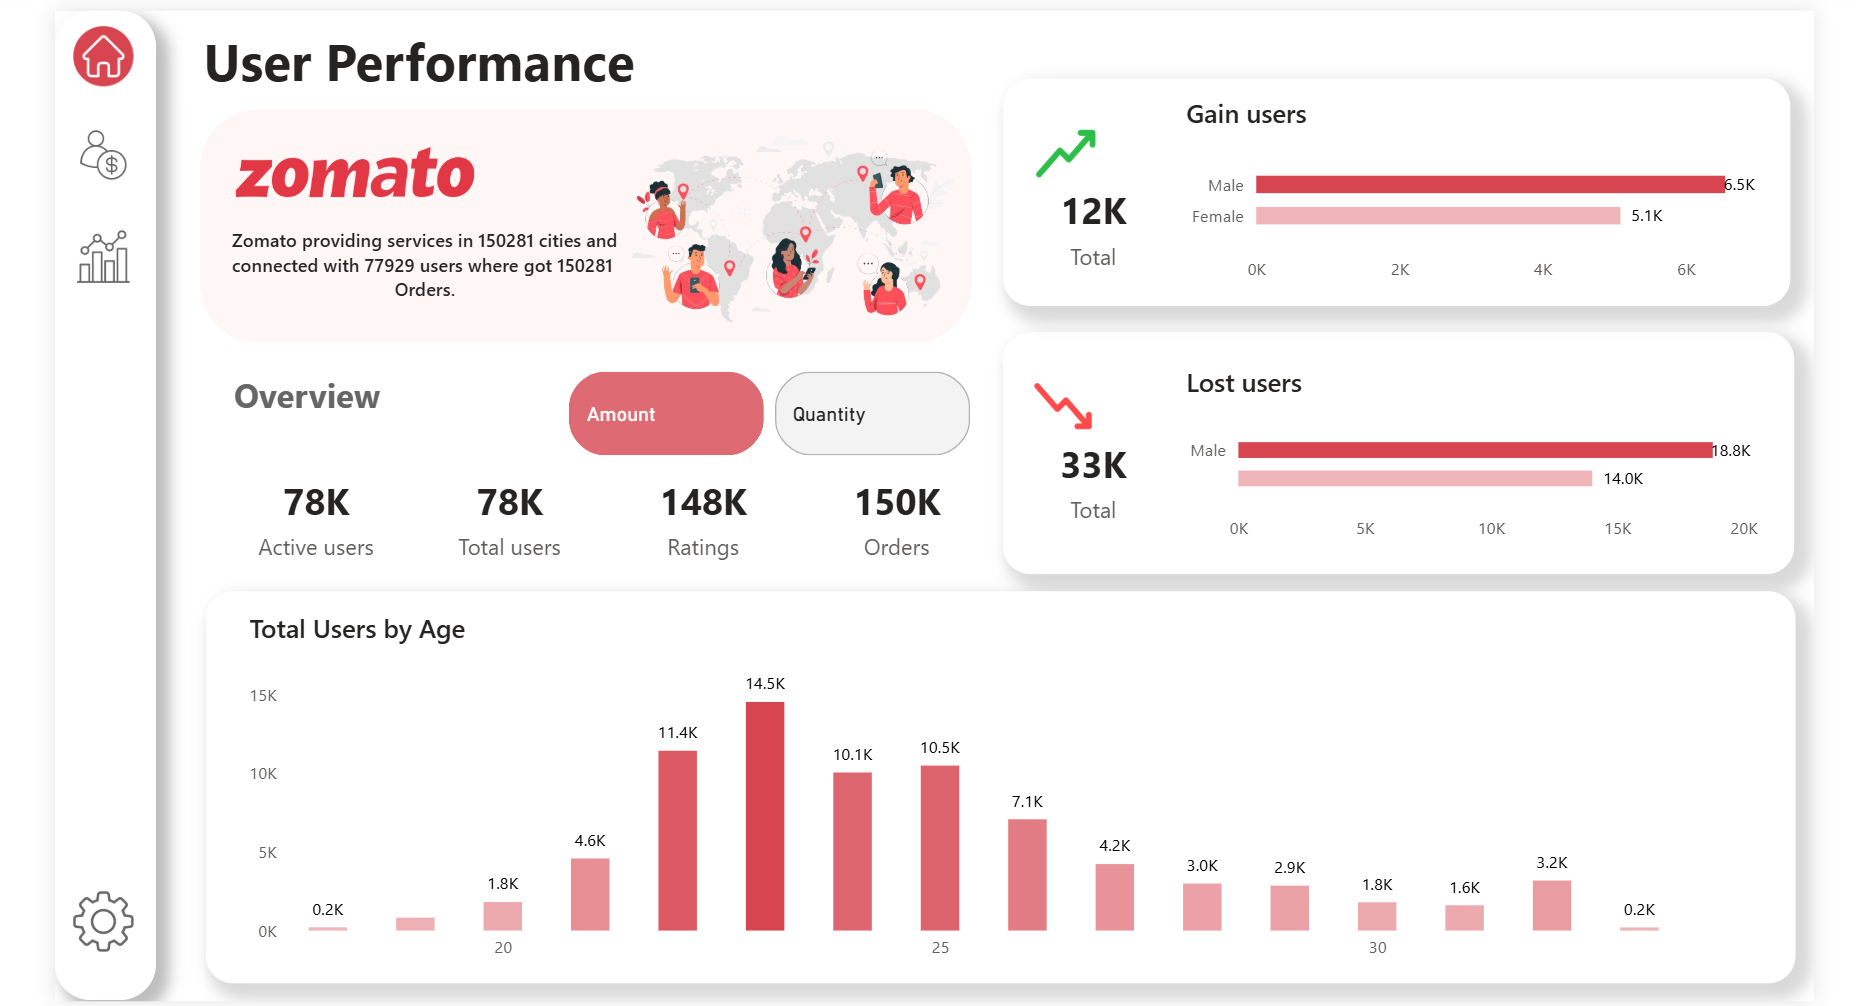 User Performance
zomato
Zomato providing services in 150281 cities and
connected with 77929 users where got 150281
Orders.
Gain users
12K
Total
Male
6.5K
Female
5.1K
0K
2K
4K
6K
Overview
Amount
Quantity
78K
Active users
78K
Total users
148K
Ratings
150K
Orders
Lost users
33K
Total
Male
18.8K
14.0K
0K
5K
10K
15K
20K
Total Users by Age
15K
10K
5K
0K
0.2K
1.8K
4.6K
11.4K
14.5K
10.1K
10.5K
7.1K
4.2K
3.0K
2.9K
1.8K
1.6K
3.2K
0.2K
20
25
30